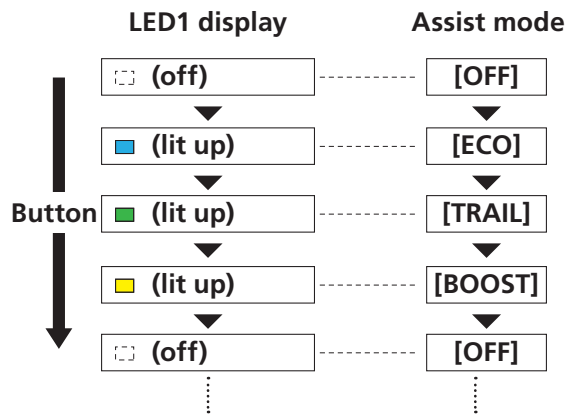 LED1 display Assist mode
(off) [OFF]
(lit up) [ECO]
Button (lit up) [TRAIL]
(lit up) [BOOST]
(off) [OFF]